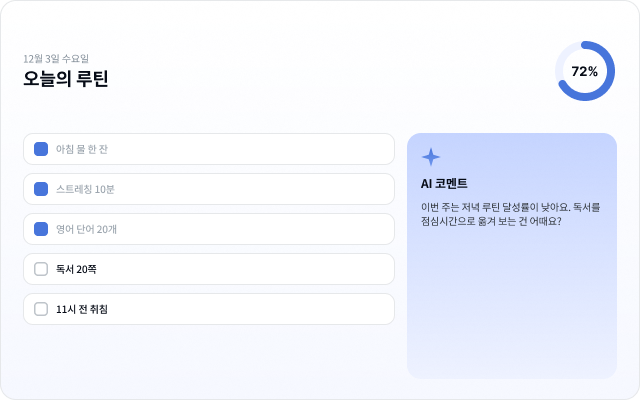 12월 3일 수요일
오늘의 루틴
72%
아침 물 한 잔
스트레칭 10분
영어 단어 20개
독서 20쪽
11시 전 취침
AI 코멘트
이번 주는 저녁 루틴 달성률이 낮아요. 독서를
점심시간으로 옮겨 보는 건 어때요?